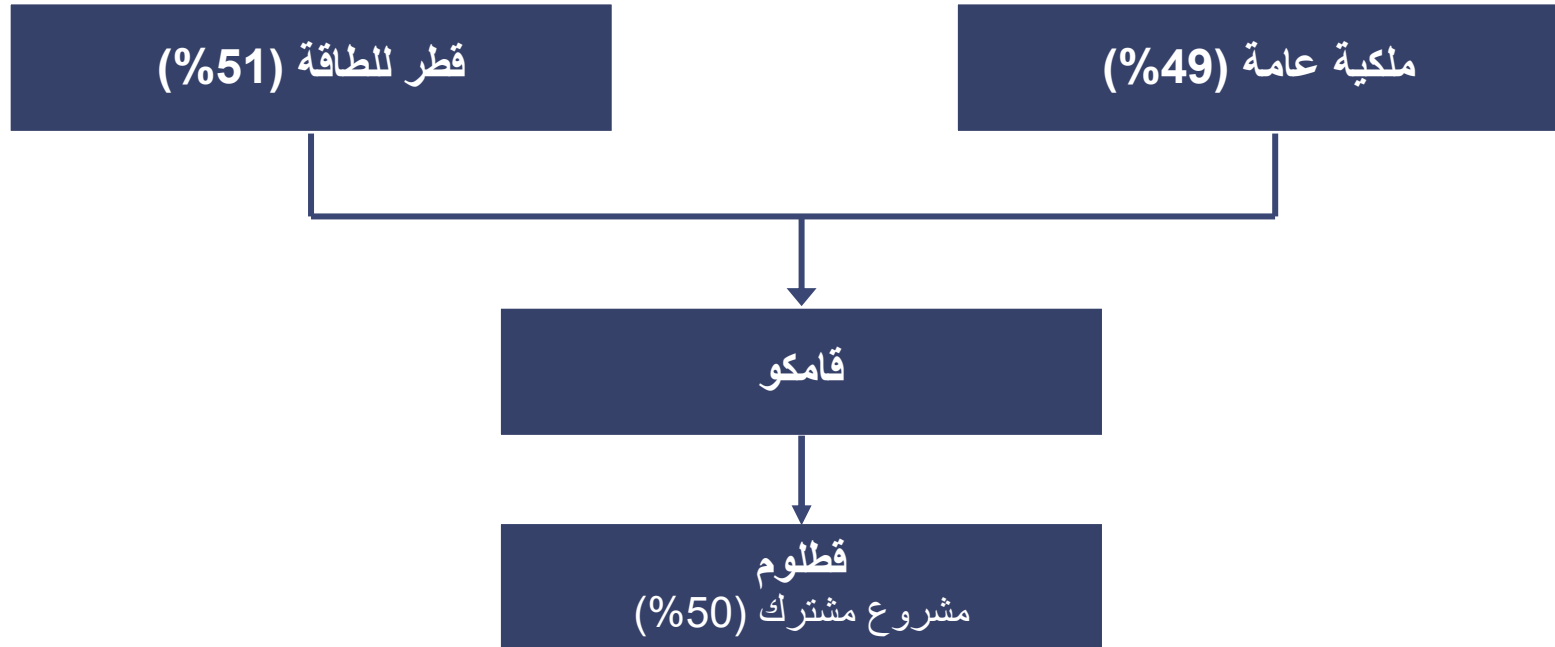 ملكية عامة (49%)
قطر للطاقة (51%)
قامكو
قطلوم
مشروع مشترك (50%)